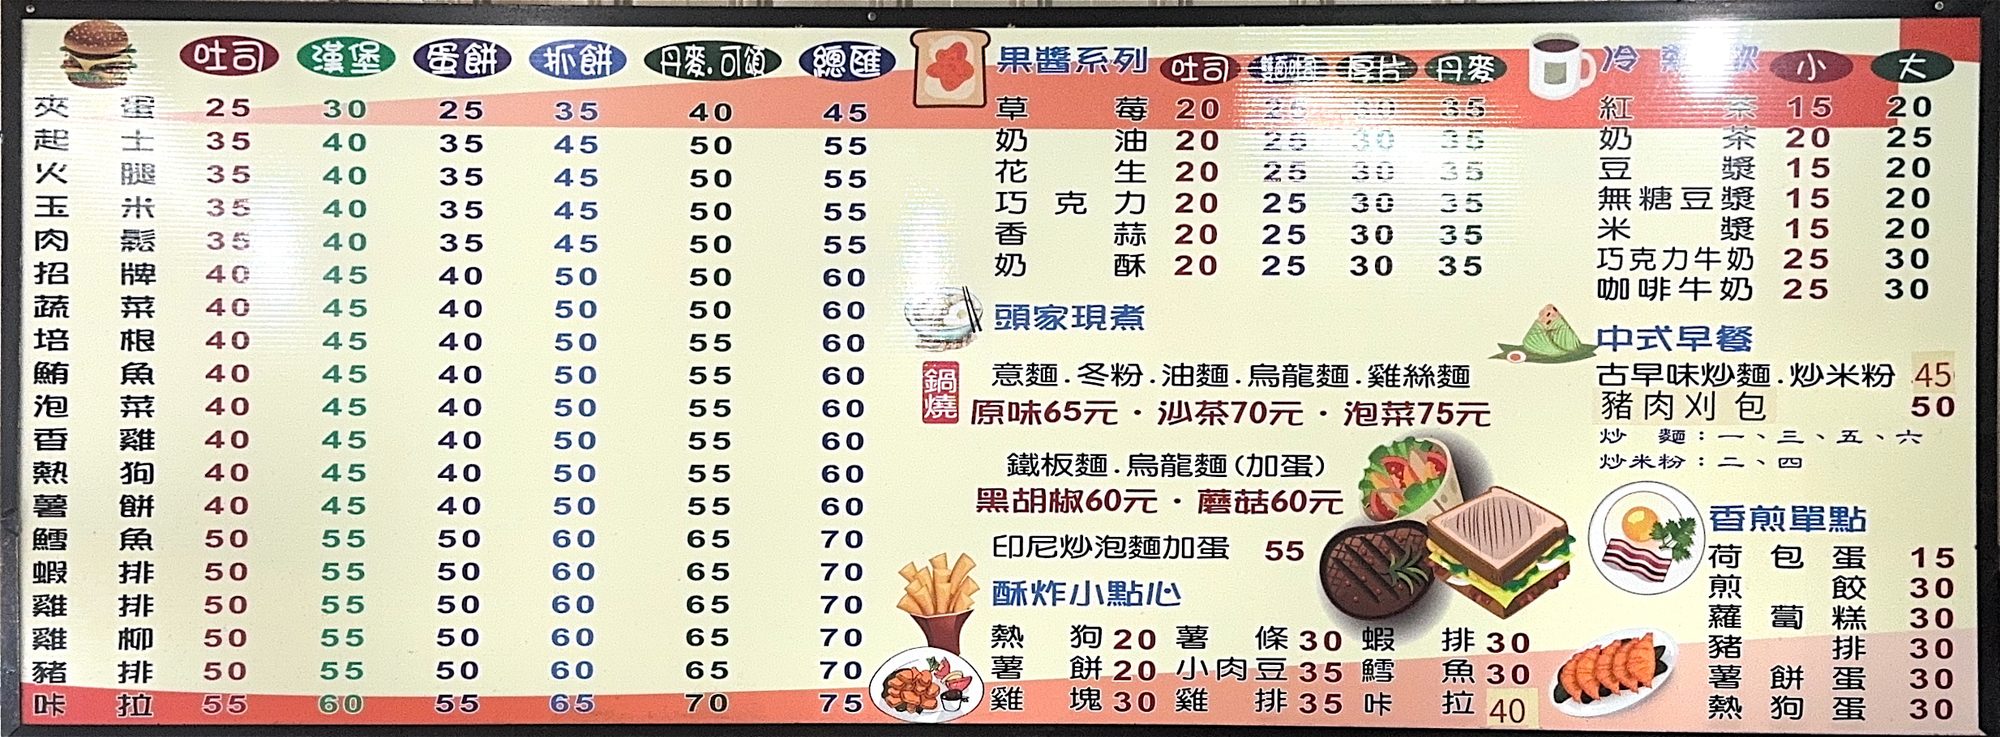 吐司 漢堡 蛋餅 抓餅 丹麥.可頌 總匯
夾蛋 25 30 25 35 40 45
起士 35 40 35 45 50 55
火腿 35 40 35 45 50 55
玉米 35 40 35 45 50 55
肉鬆 35 40 35 45 50 55
招牌 40 45 40 50 50 60
蔬菜 40 45 40 50 50 60
培根 40 45 40 50 55 60
鮪魚 40 45 40 50 55 60
泡菜 40 45 40 50 55 60
香雞 40 45 40 50 55 60
熱狗 40 45 40 50 55 60
薯餅 40 45 40 50 55 60
鱈魚 50 55 50 60 65 70
蝦排 50 55 50 60 65 70
雞排 50 55 50 60 65 70
雞柳 50 55 50 60 65 70
豬排 50 55 50 60 65 70
咔拉 55 60 55 65 70 75
果醬系列 吐司 厚片 丹麥
草莓 20 25 30 35
奶油 20 25 30 35
花生 20 25 30 35
巧克力 20 25 30 35
香蒜 20 25 30 35
奶酥 20 25 30 35
頭家現煮
鍋燒
意麵.冬粉.油麵.烏龍麵.雞絲麵
原味65元・沙茶70元・泡菜75元
鐵板麵.烏龍麵(加蛋)
黑胡椒60元・蘑菇60元
印尼炒泡麵加蛋 55
酥炸小點心
熱狗 20 薯條 30 蝦排 30
薯餅 20 小肉豆 35 鱈魚 30
雞塊 30 雞排 35 咔拉 40
冷熱飲 小 大
紅茶 15 20
奶茶 20 25
豆漿 15 20
無糖豆漿 15 20
米漿 15 20
巧克力牛奶 25 30
咖啡牛奶 25 30
中式早餐
古早味炒麵.炒米粉 45
豬肉刈包 50
炒 麵:一、三、五、六
炒米粉:二、四
香煎單點
荷包蛋 15
煎餃 30
蘿蔔糕 30
豬排 30
薯餅蛋 30
熱狗蛋 30